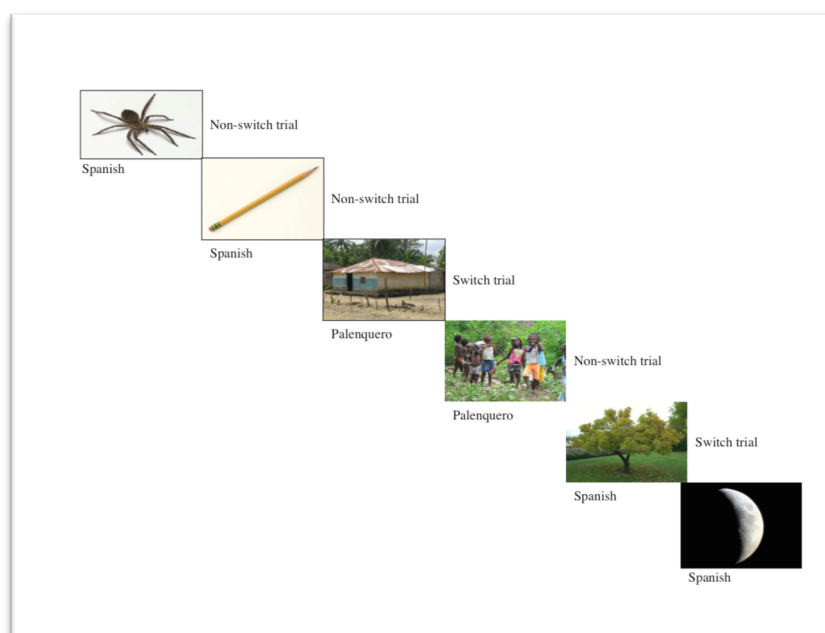 Non-switch trial
Spanish
Non-switch trial
Spanish
Switch trial
Palenquero
Non-switch trial
Palenquero
Switch trial
Spanish
Spanish